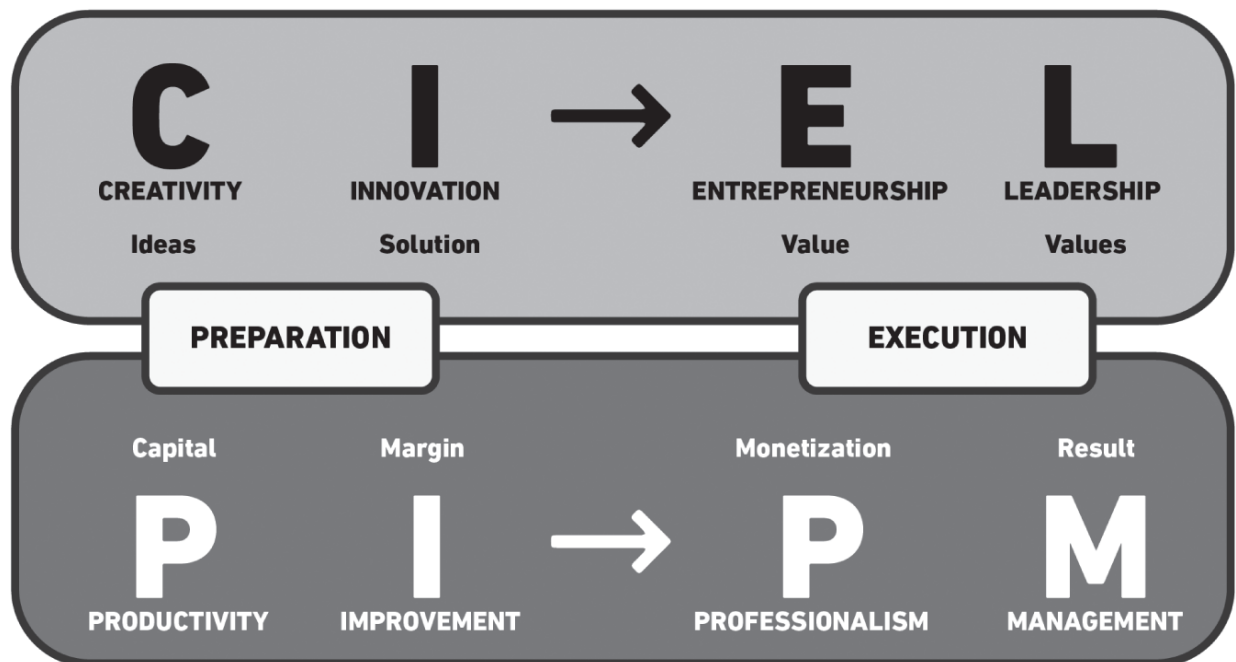 C I → E L
CREATIVITY INNOVATION ENTREPRENEURSHIP LEADERSHIP
Ideas Solution Value Values
PREPARATION EXECUTION
Capital Margin Monetization Result
P I → P M
PRODUCTIVITY IMPROVEMENT PROFESSIONALISM MANAGEMENT